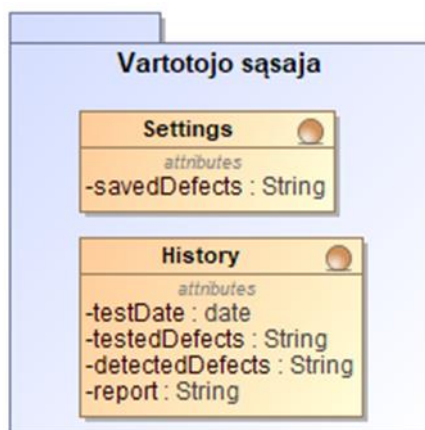 Vartotojo sąsaja
Settings
attributes
-savedDefects : String
History
attributes
-testDate : date
-testedDefects : String
-detectedDefects : String
-report : String